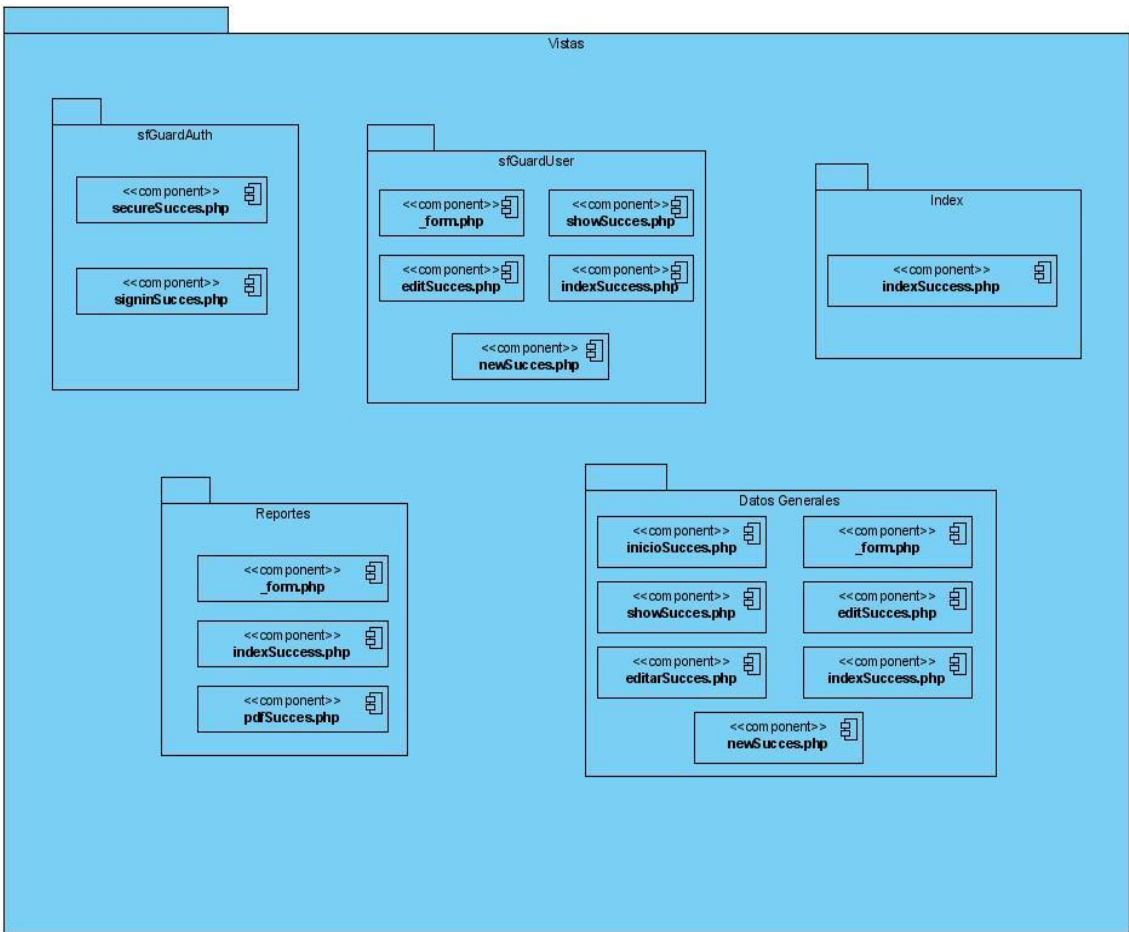 Vistas
sfGuardAuth
<<component>>
secureSucces.php
<<component>>
signinSucces.php
sfGuardUser
<<component>>
_form.php
<<component>>
showSucces.php
<<component>>
editSucces.php
<<component>>
indexSuccess.php
<<component>>
newSucces.php
Index
<<component>>
indexSuccess.php
Reportes
<<component>>
_form.php
<<component>>
indexSuccess.php
<<component>>
pdfSucces.php
Datos Generales
<<component>>
inicioSucces.php
<<component>>
_form.php
<<component>>
showSucces.php
<<component>>
editSucces.php
<<component>>
editarSucces.php
<<component>>
indexSuccess.php
<<component>>
newSucces.php